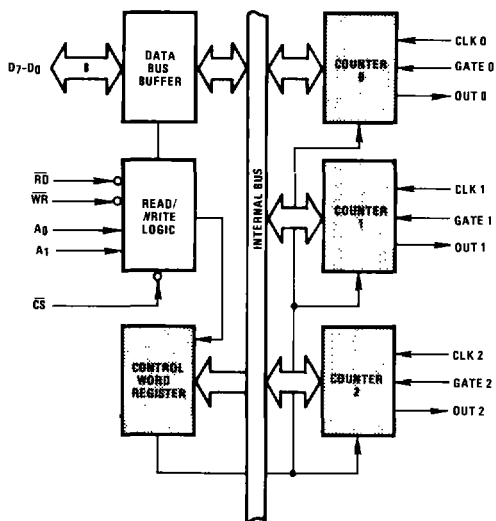 D7-D0
8
DATA
BUS
BUFFER
RD
WR
A0
A1
CS
READ/
WRITE
LOGIC
CONTROL
WORD
REGISTER
INTERNAL BUS
COUNTER
0
CLK 0
GATE 0
OUT 0
COUNTER
1
CLK 1
GATE 1
OUT 1
COUNTER
2
CLK 2
GATE 2
OUT 2